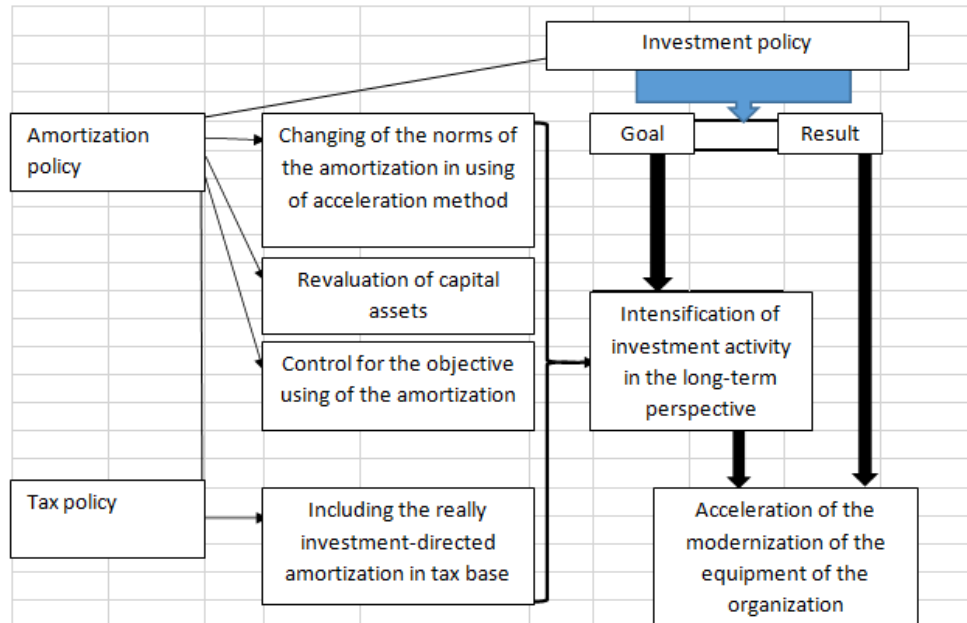 Investment policy
Amortization
policy
Changing of the norms of
the amortization in using
of acceleration method
Goal
Result
Revaluation of capital
assets
Control for the objective
using of the amortization
Intensification of
investment activity
in the long-term
perspective
Tax policy
Including the really
investment-directed
amortization in tax base
Acceleration of the
modernization of the
equipment of the
organization